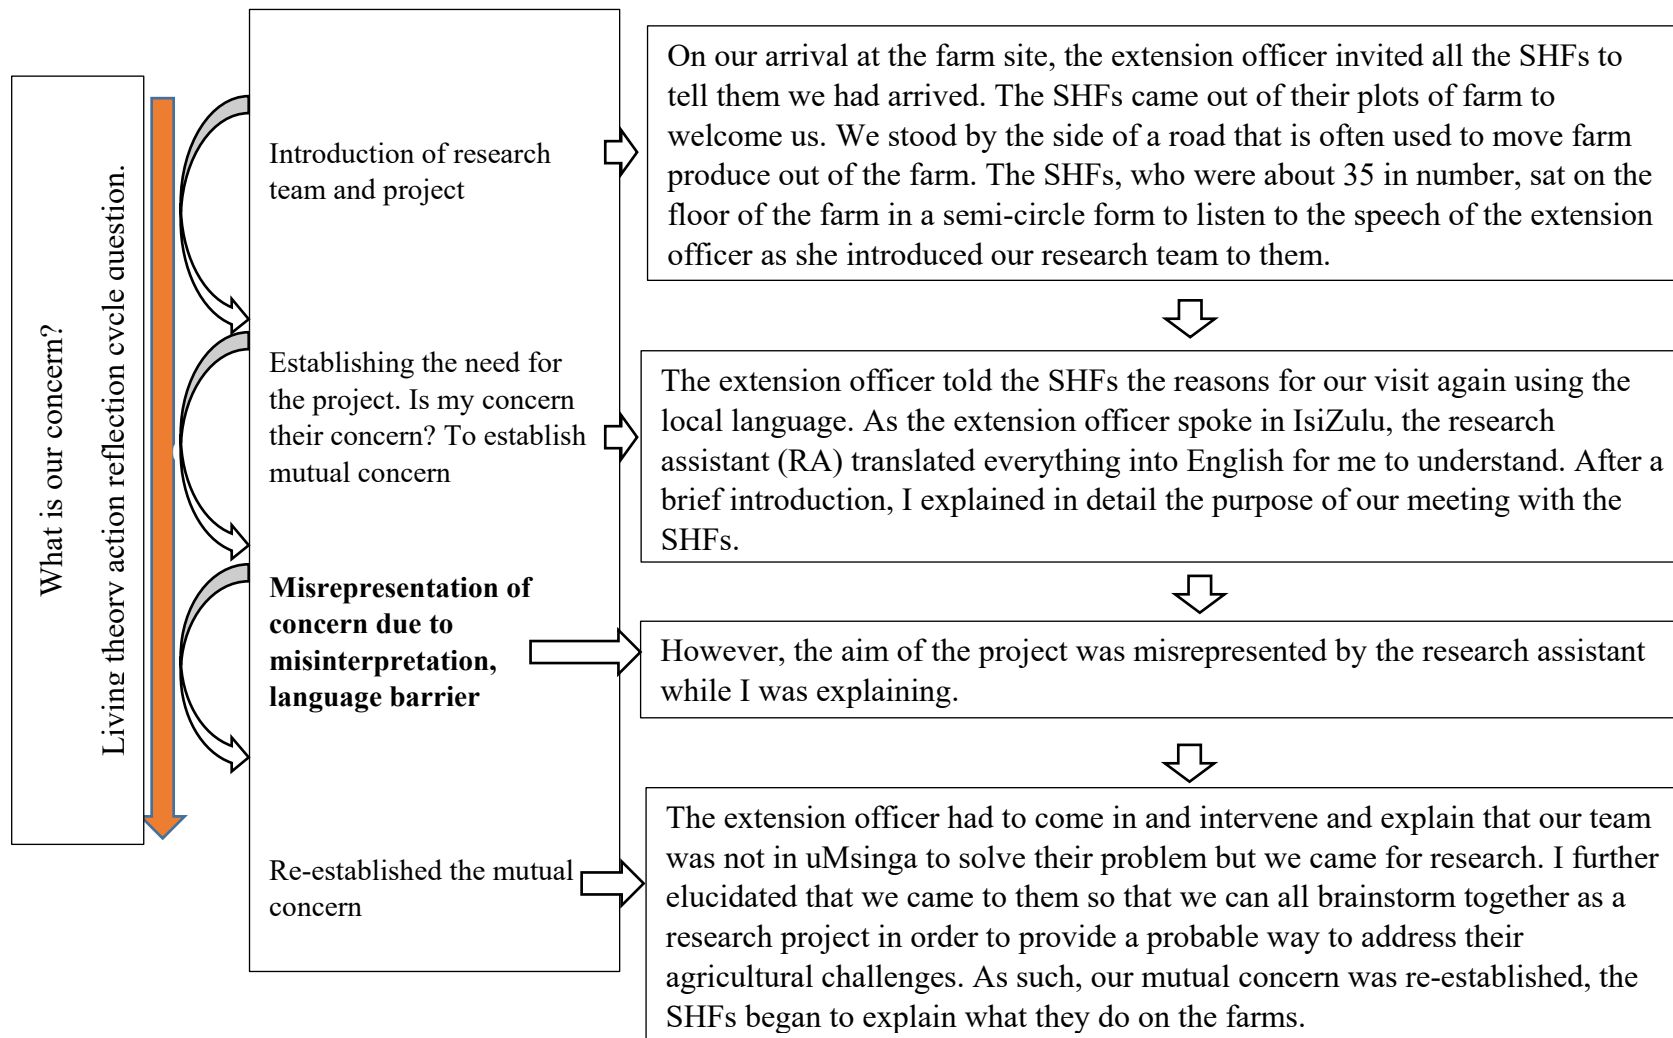 What is our concern?
Living theory action reflection cycle question.
Introduction of research
team and project
On our arrival at the farm site, the extension officer invited all the SHFs to
tell them we had arrived. The SHFs came out of their plots of farm to
welcome us. We stood by the side of a road that is often used to move farm
produce out of the farm. The SHFs, who were about 35 in number, sat on the
floor of the farm in a semi-circle form to listen to the speech of the extension
officer as she introduced our research team to them.
Establishing the need for
the project. Is my concern
their concern? To establish
mutual concern
The extension officer told the SHFs the reasons for our visit again using the
local language. As the extension officer spoke in IsiZulu, the research
assistant (RA) translated everything into English for me to understand. After a
brief introduction, I explained in detail the purpose of our meeting with the
SHFs.
Misrepresentation of
concern due to
misinterpretation,
language barrier
However, the aim of the project was misrepresented by the research assistant
while I was explaining.
Re-established the mutual
concern
The extension officer had to come in and intervene and explain that our team
was not in uMsinga to solve their problem but we came for research. I further
elucidated that we came to them so that we can all brainstorm together as a
research project in order to provide a probable way to address their
agricultural challenges. As such, our mutual concern was re-established, the
SHFs began to explain what they do on the farms.